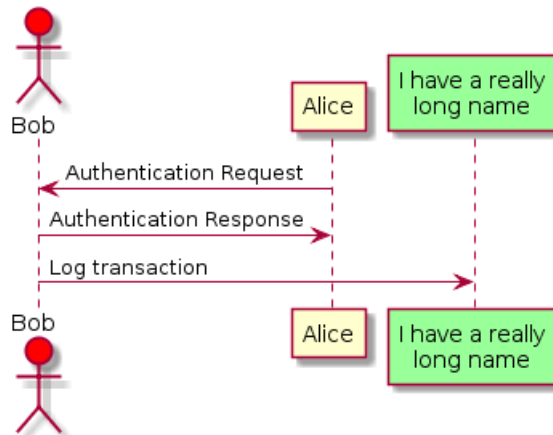 Bob
Alice
I have a really
long name
Authentication Request
Authentication Response
Log transaction
Bob
Alice
I have a really
long name